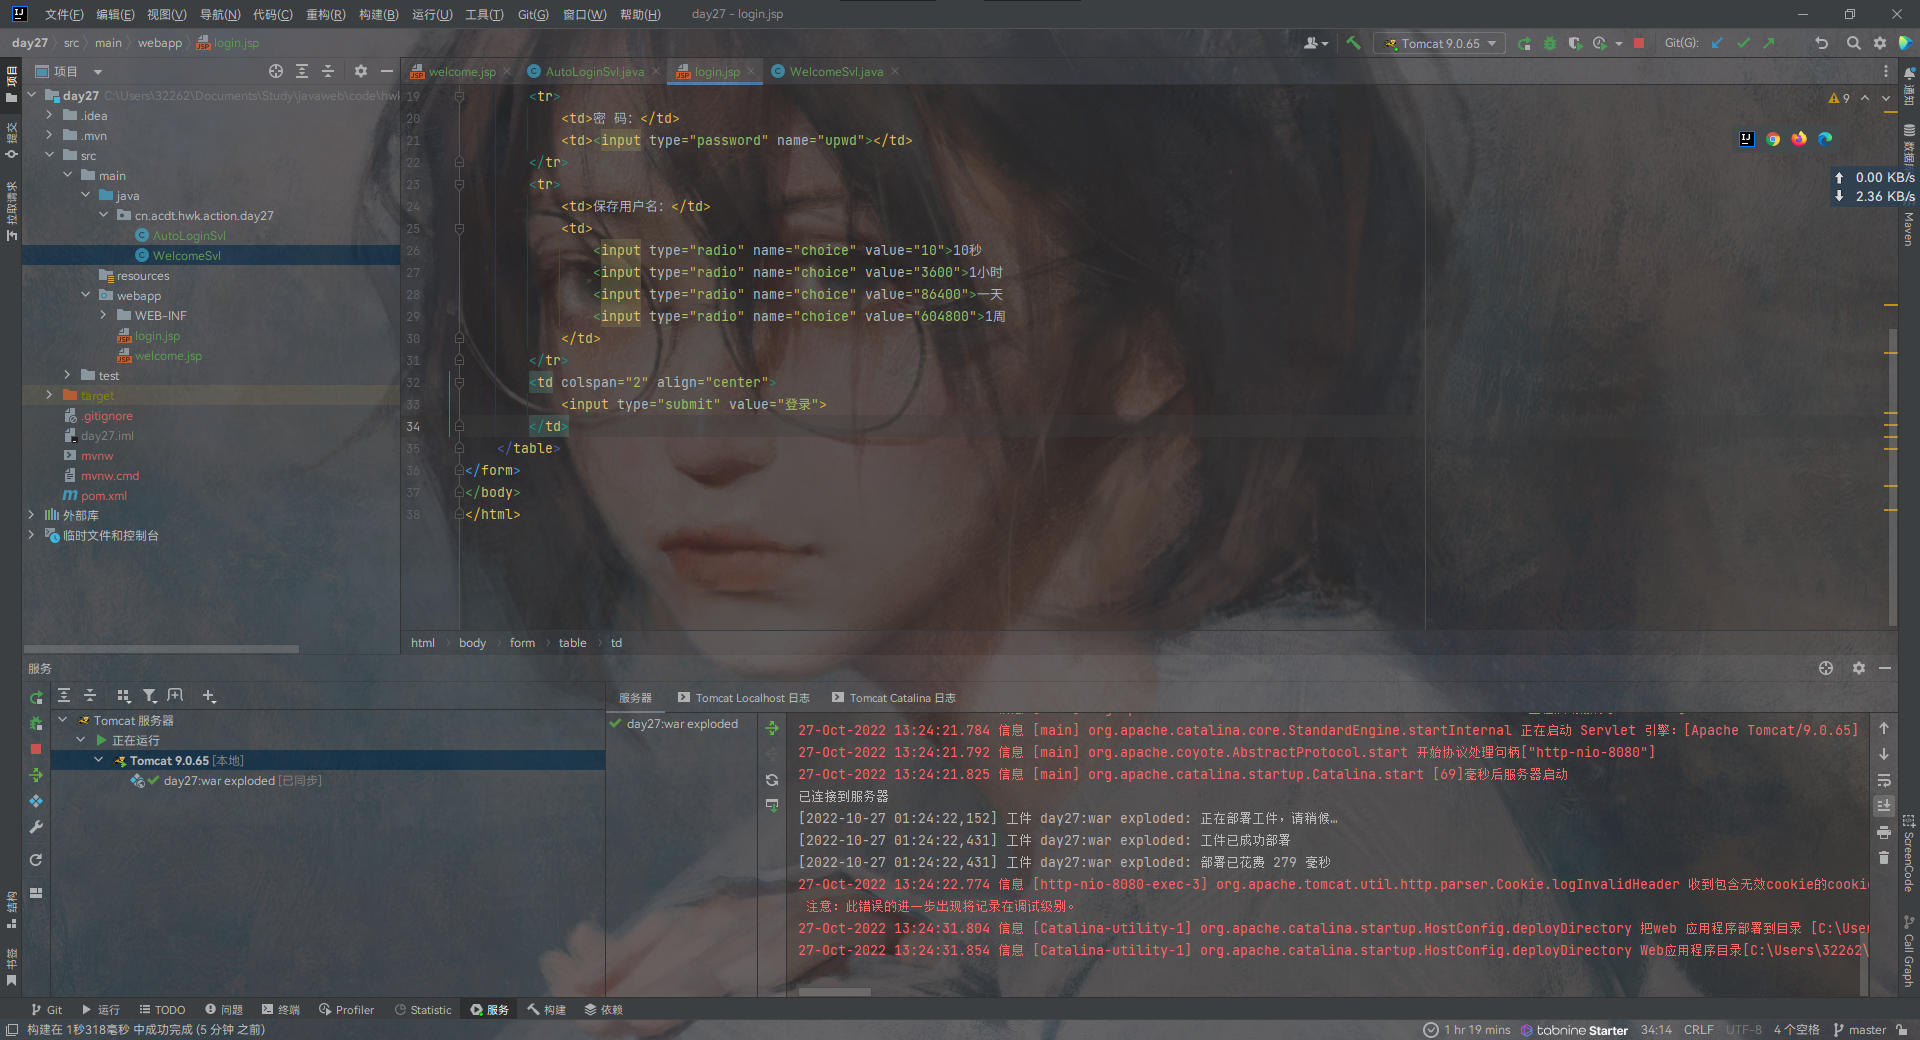 文件(F) 编辑(E) 视图(V) 导航(N) 代码(C) 重构(R) 构建(B) 运行(U) 工具(T) Git(G) 窗口(W) 帮助(H) day27 - login.jsp
day27 src main webapp login.jsp
Tomcat 9.0.65 Git(G):
项目
welcome.jsp AutoLoginSvl.java login.jsp WelcomeSvl.java
day27 C:\Users\32262\Documents\Study\javaweb\code\hwk
.idea
.mvn
src
main
java
cn.acdt.hwk.action.day27
AutoLoginSvl
WelcomeSvl
resources
webapp
WEB-INF
login.jsp
welcome.jsp
test
target
.gitignore
day27.iml
mvnw
mvnw.cmd
pom.xml
外部库
临时文件和控制台
项目
提交
拉取请求
结构
书签
19 <tr>
20 <td>密 码：</td>
21 <td><input type="password" name="upwd"></td>
22 </tr>
23 <tr>
24 <td>保存用户名：</td>
25 <td>
26 <input type="radio" name="choice" value="10">10秒
27 <input type="radio" name="choice" value="3600">1小时
28 <input type="radio" name="choice" value="86400">一天
29 <input type="radio" name="choice" value="604800">1周
30 </td>
31 </tr>
32 <td colspan="2" align="center">
33 <input type="submit" value="登录">
34 </td>
35 </table>
36 </form>
37 </body>
38 </html>
9
0.00 KB/s
2.36 KB/s
通知
数据
Maven
ScreenCode
Call Graph
html body form table td
服务
Tomcat 服务器
正在运行
Tomcat 9.0.65 [本地]
day27:war exploded [已同步]
服务器 Tomcat Localhost 日志 Tomcat Catalina 日志
day27:war exploded
27-Oct-2022 13:24:21.784 信息 [main] org.apache.catalina.core.StandardEngine.startInternal 正在启动 Servlet 引擎：[Apache Tomcat/9.0.65]
27-Oct-2022 13:24:21.792 信息 [main] org.apache.coyote.AbstractProtocol.start 开始协议处理句柄["http-nio-8080"]
27-Oct-2022 13:24:21.825 信息 [main] org.apache.catalina.startup.Catalina.start [69]毫秒后服务器启动
已连接到服务器
[2022-10-27 01:24:22,152] 工件 day27:war exploded: 正在部署工件，请稍候…
[2022-10-27 01:24:22,431] 工件 day27:war exploded: 工件已成功部署
[2022-10-27 01:24:22,431] 工件 day27:war exploded: 部署已花费 279 毫秒
27-Oct-2022 13:24:22.774 信息 [http-nio-8080-exec-3] org.apache.tomcat.util.http.parser.Cookie.logInvalidHeader 收到包含无效cookie的cooki
注意：此错误的进一步出现将记录在调试级别。
27-Oct-2022 13:24:31.804 信息 [Catalina-utility-1] org.apache.catalina.startup.HostConfig.deployDirectory 把web 应用程序部署到目录 [C:\User
27-Oct-2022 13:24:31.854 信息 [Catalina-utility-1] org.apache.catalina.startup.HostConfig.deployDirectory Web应用程序目录[C:\Users\32262\
Git 运行 TODO 问题 终端 Profiler Statistic 服务 构建 依赖
构建在 1秒318毫秒 中成功完成 (5 分钟 之前) 1 hr 19 mins tabnine Starter 34:14 CRLF UTF-8 4 个空格 master